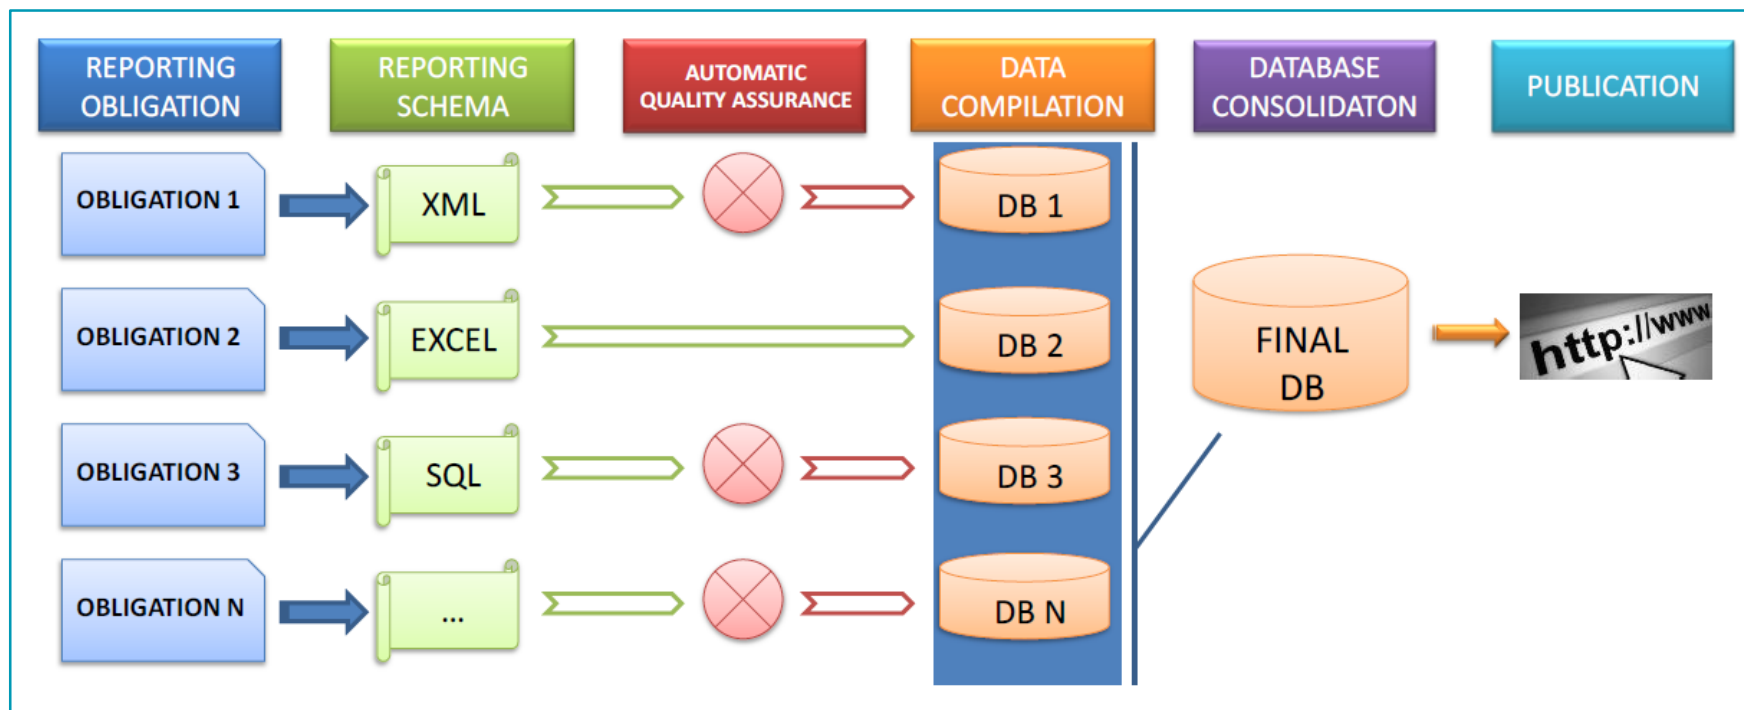 REPORTING
OBLIGATION
REPORTING
SCHEMA
AUTOMATIC
QUALITY ASSURANCE
DATA
COMPILATION
DATABASE
CONSOLIDATON
PUBLICATION
OBLIGATION 1
XML
DB 1
OBLIGATION 2
EXCEL
DB 2
FINAL
DB
http://www
OBLIGATION 3
SQL
DB 3
OBLIGATION N
...
DB N